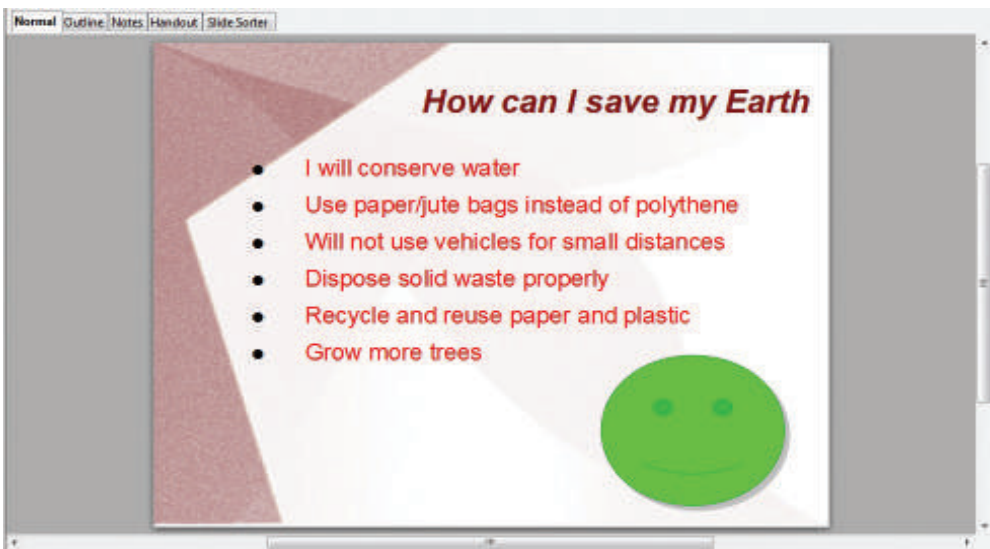 Normal Outline Notes Handout Slide Sorter
How can I save my Earth
I will conserve water
Use paper/jute bags instead of polythene
Will not use vehicles for small distances
Dispose solid waste properly
Recycle and reuse paper and plastic
Grow more trees